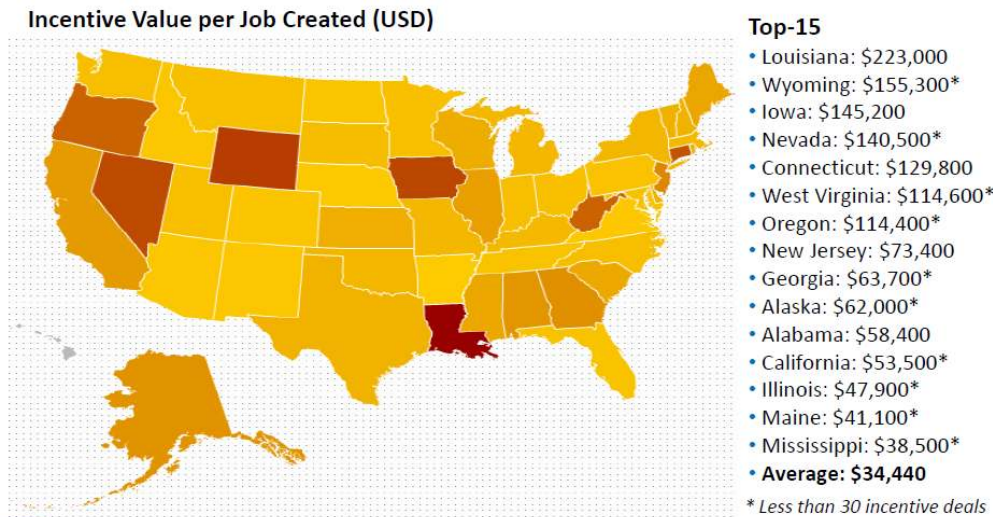 Incentive Value per Job Created (USD)
Top-15
• Louisiana: $223,000
• Wyoming: $155,300*
• Iowa: $145,200
• Nevada: $140,500*
• Connecticut: $129,800
• West Virginia: $114,600*
• Oregon: $114,400*
• New Jersey: $73,400
• Georgia: $63,700*
• Alaska: $62,000*
• Alabama: $58,400
• California: $53,500*
• Illinois: $47,900*
• Maine: $41,100*
• Mississippi: $38,500*
• Average: $34,440
* Less than 30 incentive deals